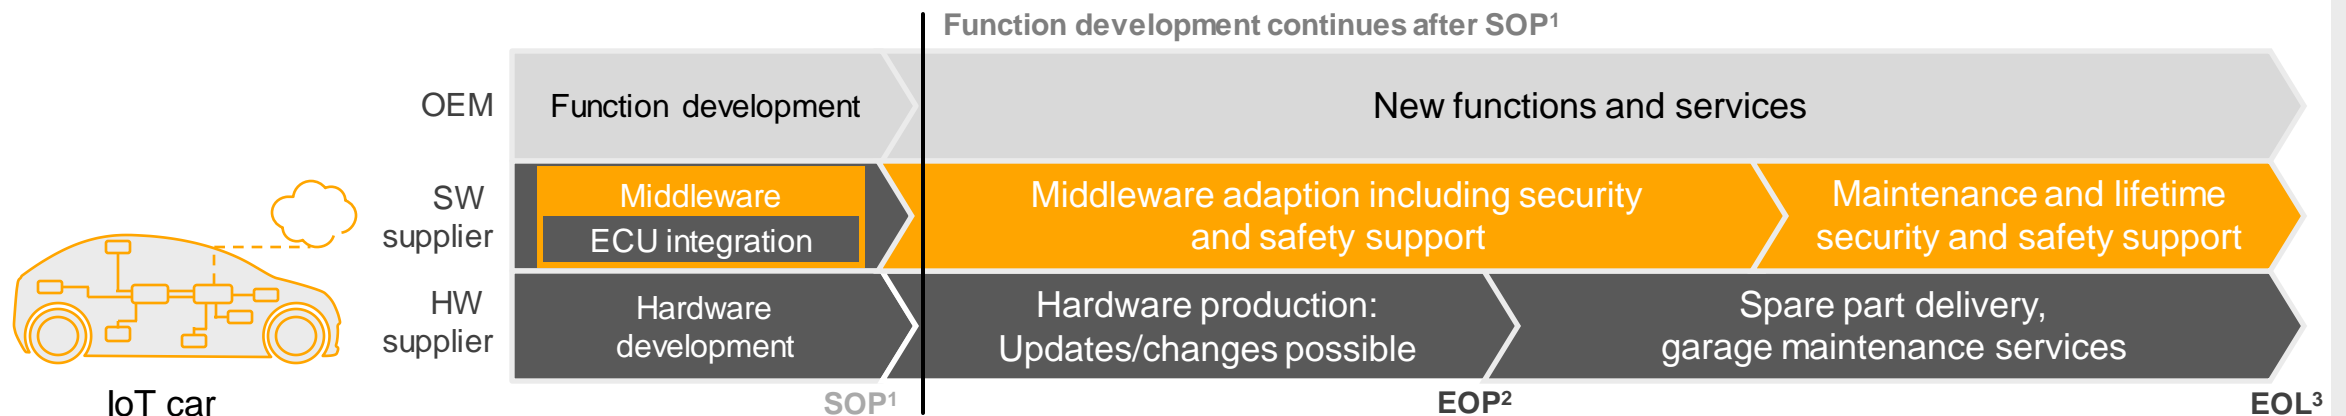 Function development continues after SOP¹
OEM
Function development
New functions and services
SW
supplier
Middleware
ECU integration
Middleware adaption including security
and safety support
Maintenance and lifetime
security and safety support
HW
supplier
Hardware
development
Hardware production:
Updates/changes possible
Spare part delivery,
garage maintenance services
IoT car
SOP¹
EOP²
EOL³